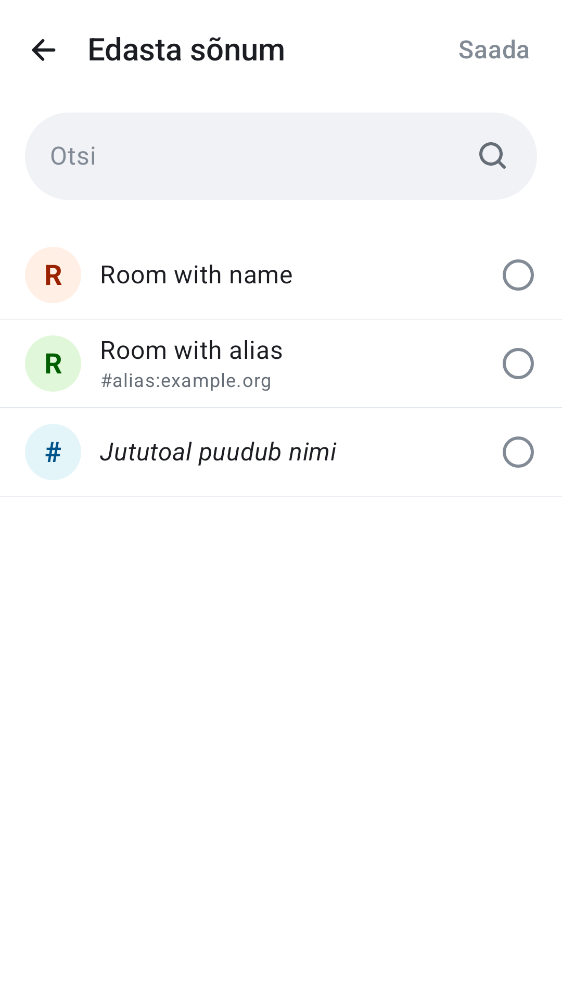 Edasta sõnum
Saada
Otsi
R
Room with name
R
Room with alias
#alias:example.org
#
Jututoal puudub nimi